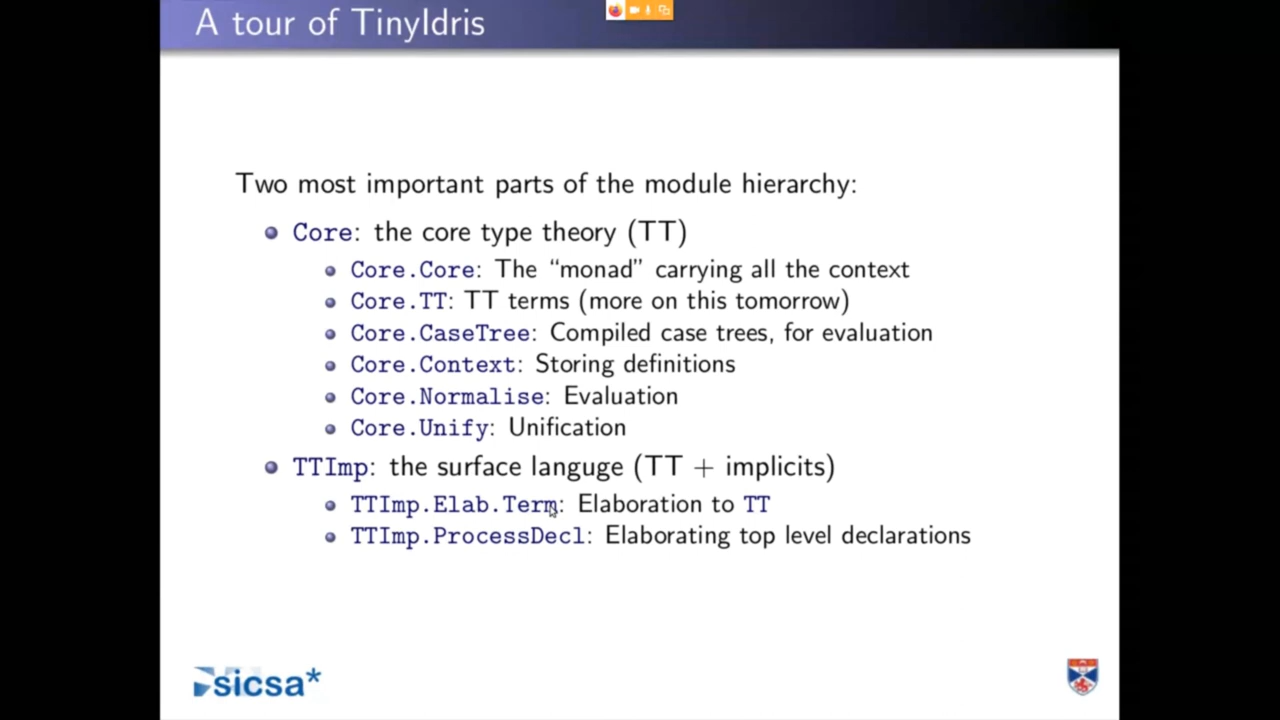 A tour of TinyIdris
Two most important parts of the module hierarchy:
Core: the core type theory (TT)
Core.Core: The “monad” carrying all the context
Core.TT: TT terms (more on this tomorrow)
Core.CaseTree: Compiled case trees, for evaluation
Core.Context: Storing definitions
Core.Normalise: Evaluation
Core.Unify: Unification
TTImp: the surface languge (TT + implicits)
TTImp.Elab.Term: Elaboration to TT
TTImp.ProcessDecl: Elaborating top level declarations
sicsa*